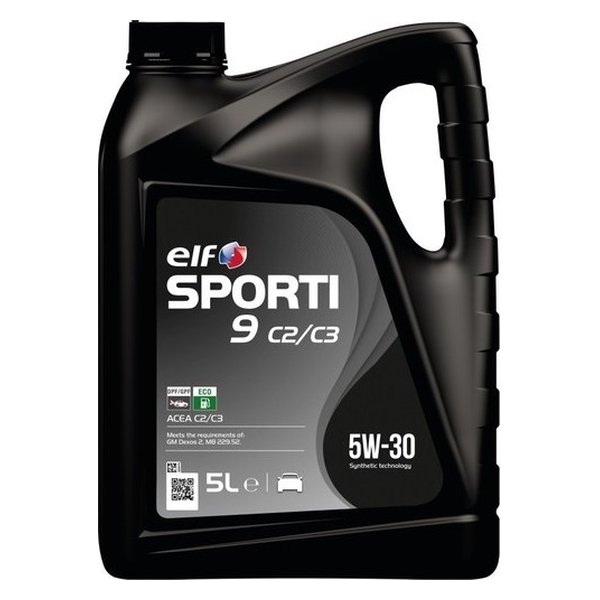 elf
SPORTI
9 C2/C3
DPF/GPF
ECO
ACEA C2/C3
Meets the requirements of:
GM Dexos 2, MB 229.52.
5W-30
Synthetic technology
5L e